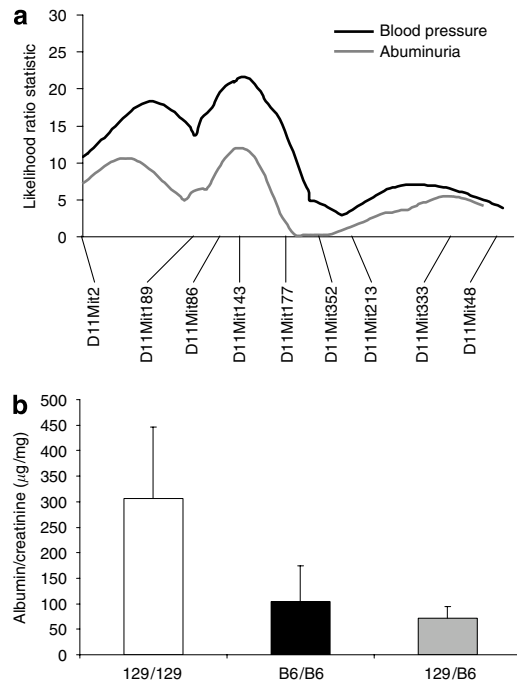 a
Likelihood ratio statistic
30
25
20
15
10
5
0
Blood pressure
Abuminuria
D11Mit2
D11Mit189
D11Mit86
D11Mit143
D11Mit177
D11Mit352
D11Mit213
D11Mit333
D11Mit48
b
Albumin/creatinine (μg/mg)
500
450
400
350
300
250
200
150
100
50
0
129/129
B6/B6
129/B6